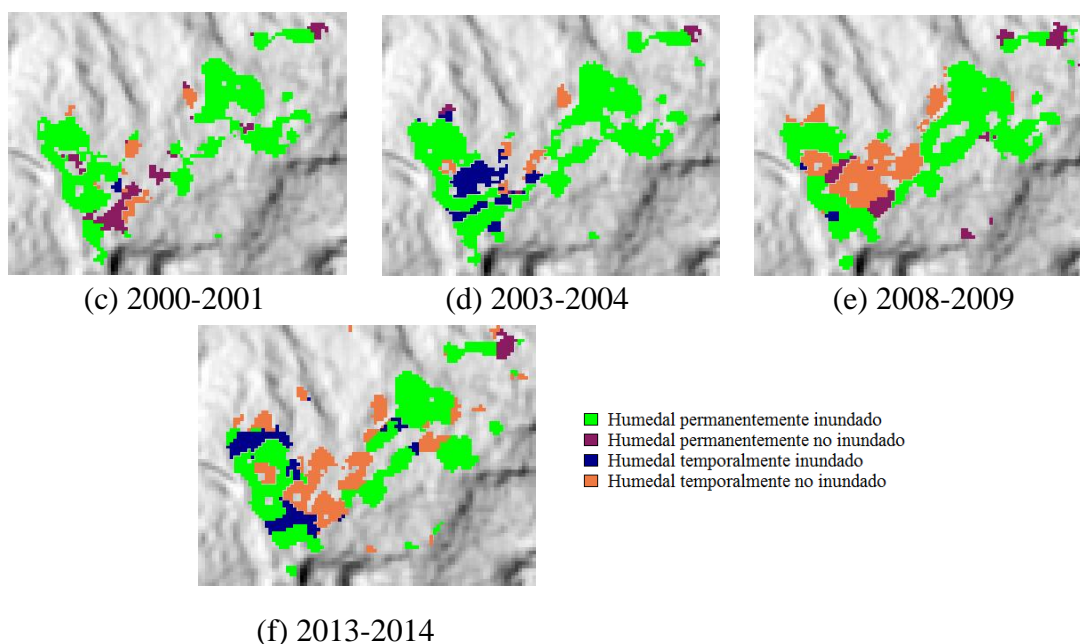 (c) 2000-2001
(d) 2003-2004
(e) 2008-2009
Humedal permanentemente inundado
Humedal permanentemente no inundado
Humedal temporalmente inundado
Humedal temporalmente no inundado
(f) 2013-2014